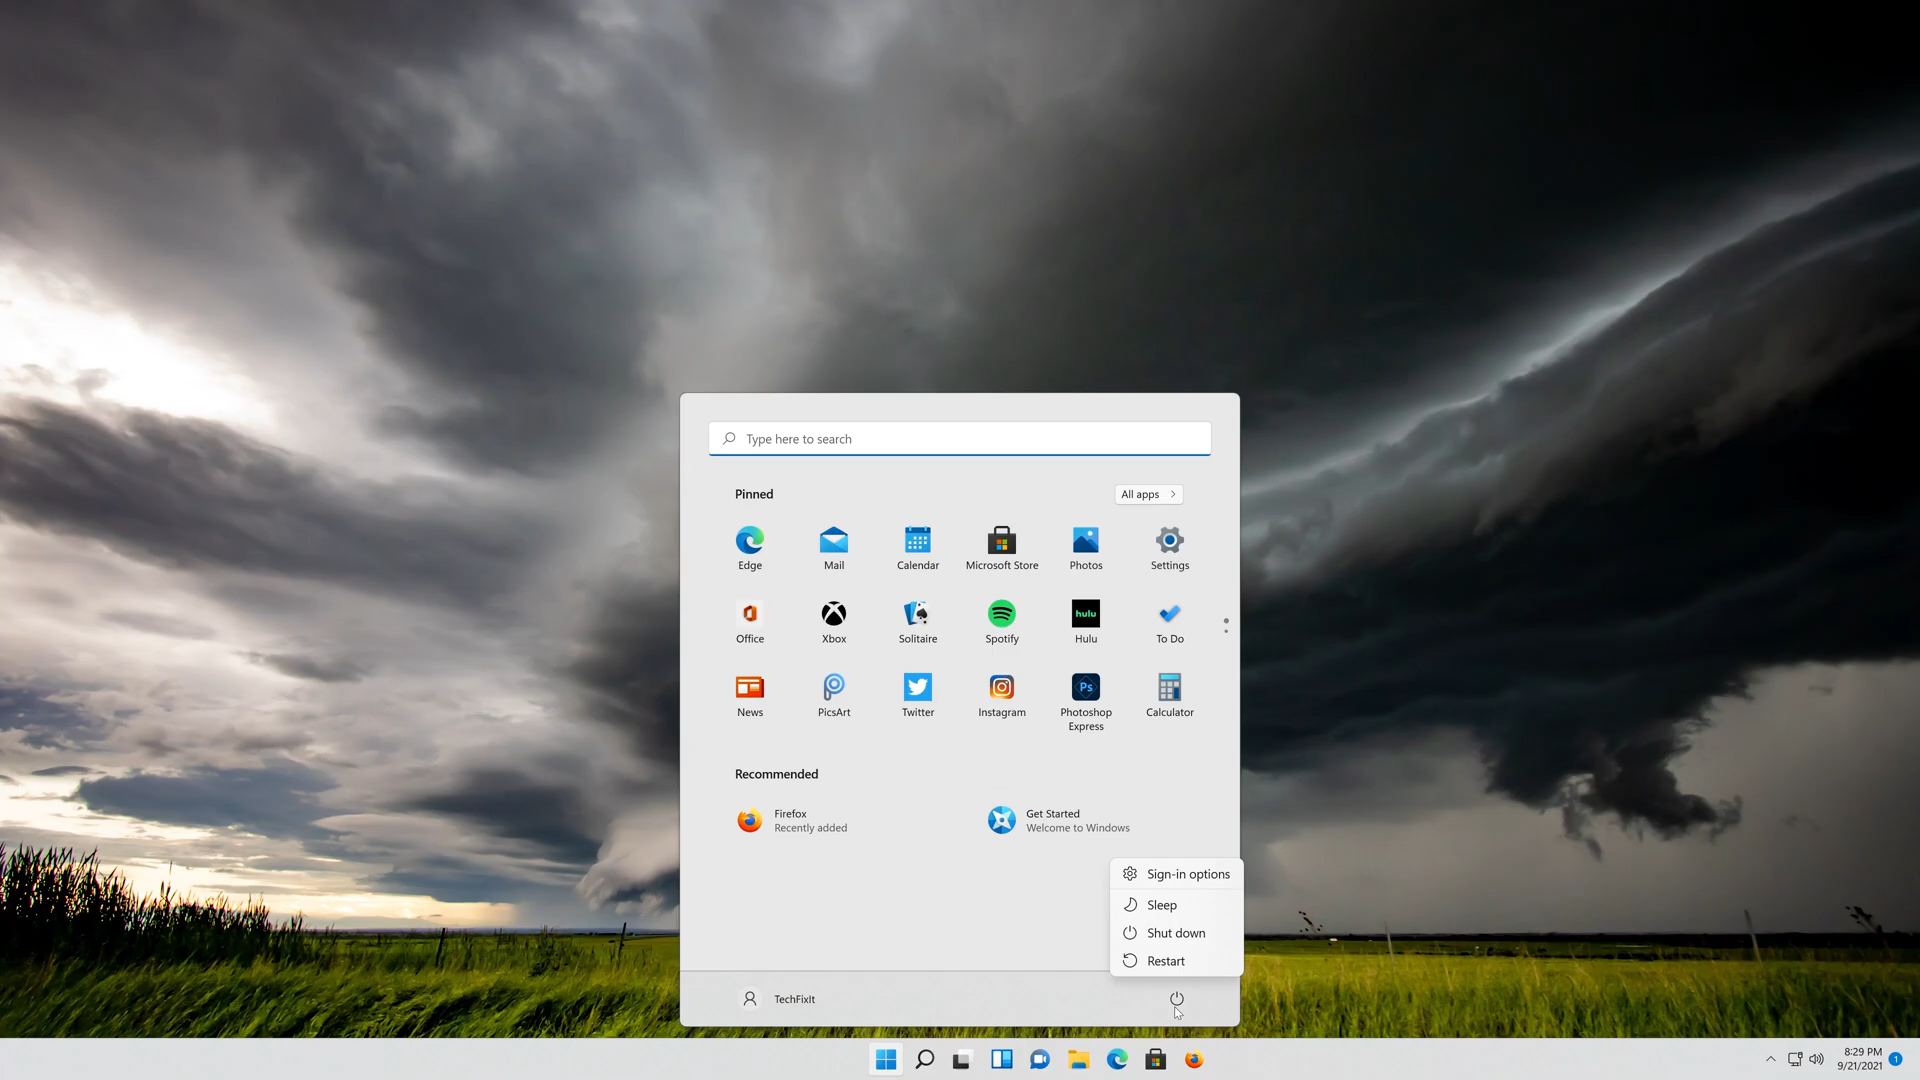 Type here to search
Pinned
All apps
Edge
Mail
Calendar
Microsoft Store
Photos
Settings
Office
Xbox
Solitaire
Spotify
hulu
Hulu
To Do
News
PicsArt
Twitter
Instagram
Ps
Photoshop
Express
Calculator
Recommended
Firefox
Recently added
Get Started
Welcome to Windows
Sign-in options
Sleep
Shut down
Restart
TechFixIt
8:29 PM
9/21/2021
1